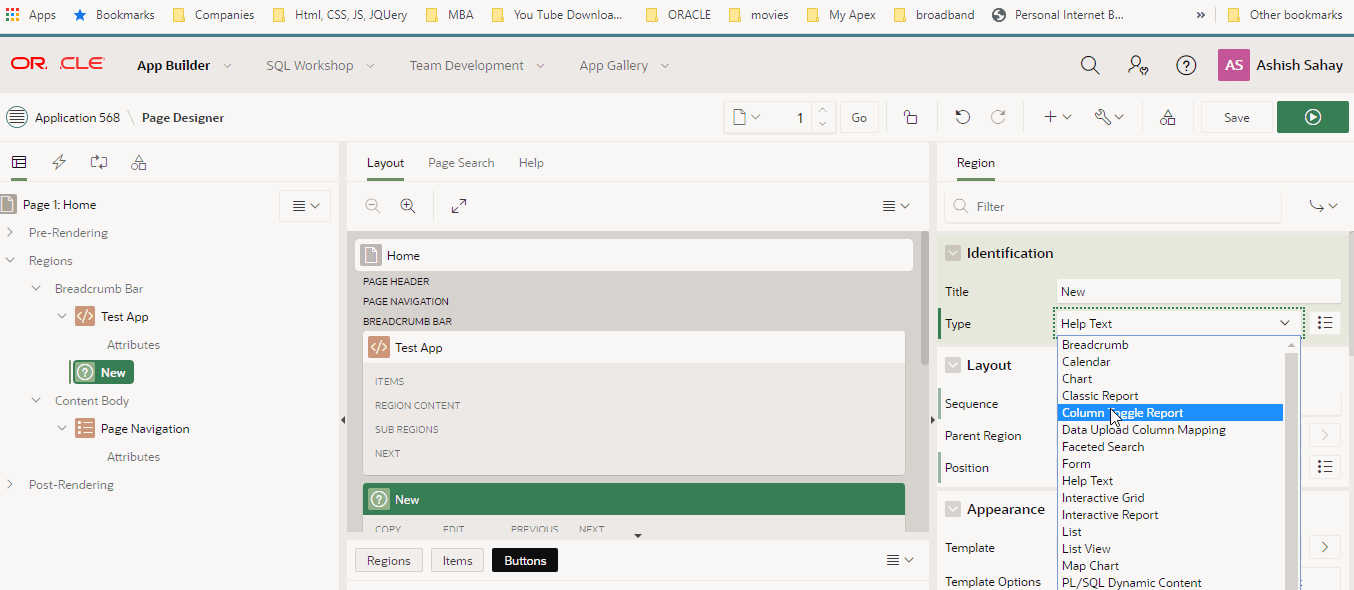 Apps Bookmarks Companies Html, CSS, JS, JQUery MBA You Tube Downloa... ORACLE movies My Apex broadband Personal Internet B... » Other bookmarks
App Builder SQL Workshop Team Development App Gallery AS Ashish Sahay
Application 568 \ Page Designer 1 Go Save
Layout Page Search Help
Region
Page 1: Home
Filter
Pre-Rendering
Regions
Breadcrumb Bar
Test App
Attributes
New
Content Body
Page Navigation
Attributes
Post-Rendering
Home
PAGE HEADER
PAGE NAVIGATION
BREADCRUMB BAR
Test App
ITEMS
REGION CONTENT
SUB REGIONS
NEXT
New
COPY EDIT PREVIOUS NEXT
Regions Items Buttons
Identification
Title New
Type Help Text
Breadcrumb
Calendar
Chart
Classic Report
Column Toggle Report
Data Upload Column Mapping
Faceted Search
Form
Help Text
Interactive Grid
Interactive Report
List
List View
Map Chart
PL/SQL Dynamic Content
Layout
Sequence
Parent Region
Position
Appearance
Template
Template Options